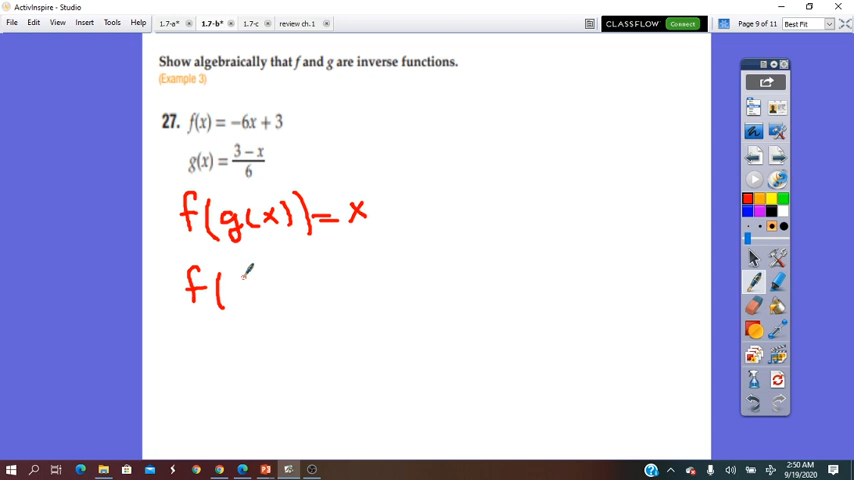 ActivInspire - Studio
File Edit View Insert Tools Help
1.7-a* 1.7-b* 1.7-c review ch.1
CLASSFLOW Connect
Page 9 of 11
Best Fit
Show algebraically that f and g are inverse functions.
(Example 3)
27. f(x) = −6x + 3
g(x) = (3 − x)/6
f(g(x)) = x
f(
2:50 AM
9/19/2020